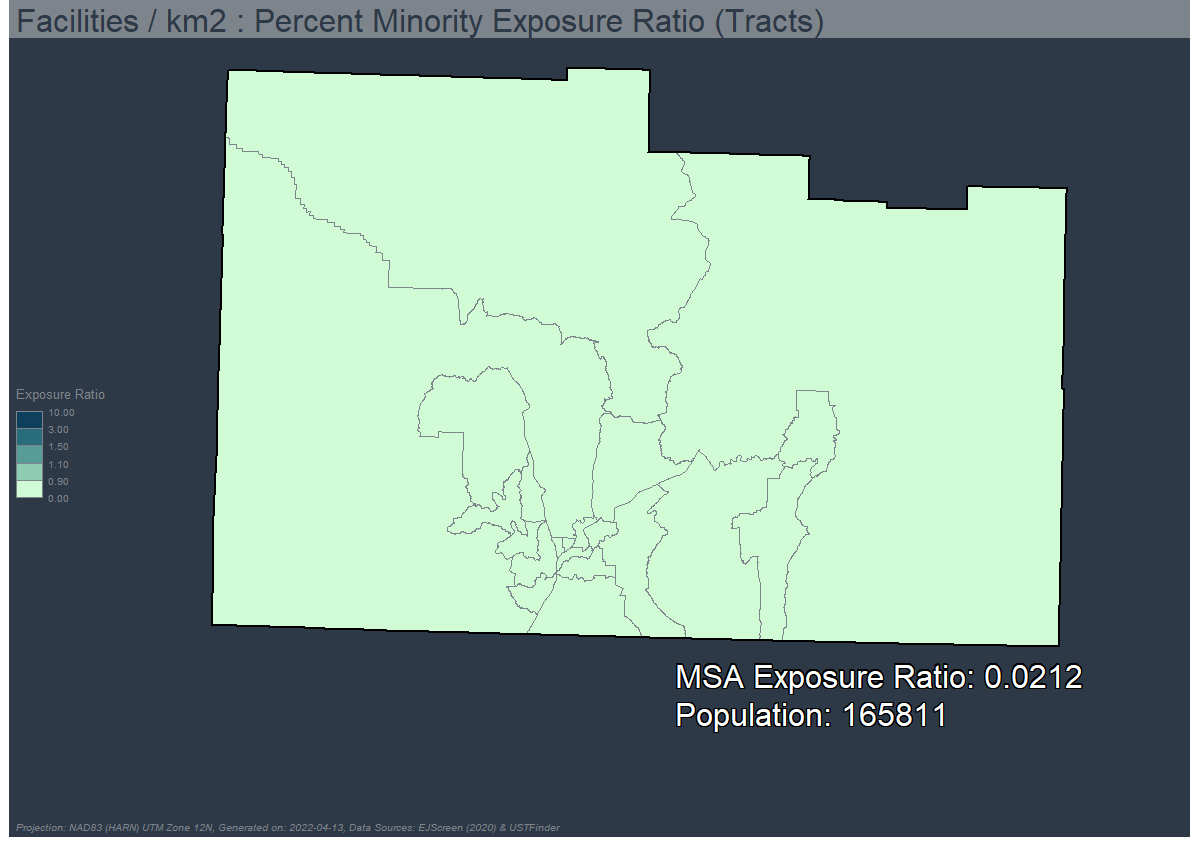 Facilities / km2 : Percent Minority Exposure Ratio (Tracts)
Exposure Ratio
10.00
3.00
1.50
1.10
0.90
0.00
MSA Exposure Ratio: 0.0212
Population: 165811
Projection: NAD83 (HARN) UTM Zone 12N, Generated on: 2022-04-13, Data Sources: EJScreen (2020) & USTFinder